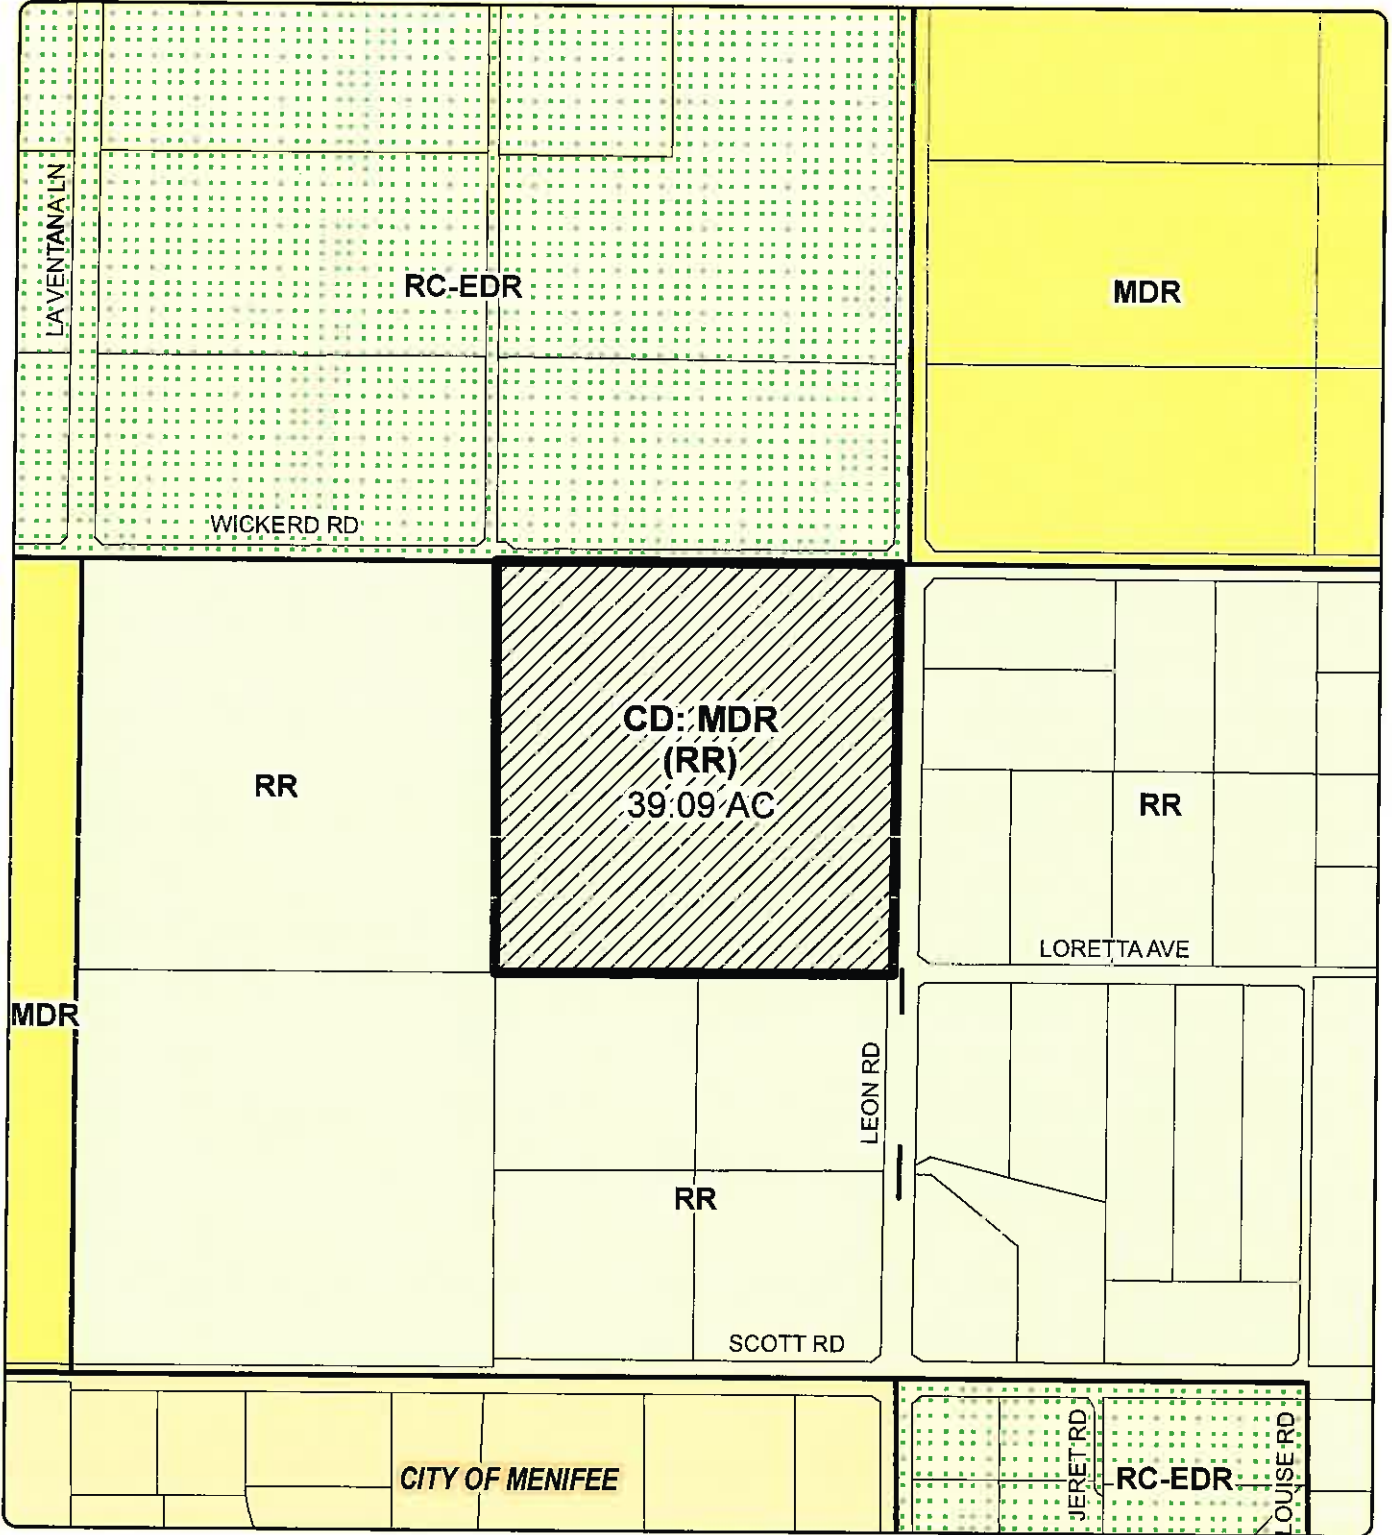 LA VENTANA LN
RC-EDR
MDR
WICKERD RD
CD: MDR
(RR)
39.09 AC
RR
RR
LORETTA AVE
MDR
LEON RD
RR
SCOTT RD
CITY OF MENIFEE
JERET RD
RC-EDR
LOUISE RD